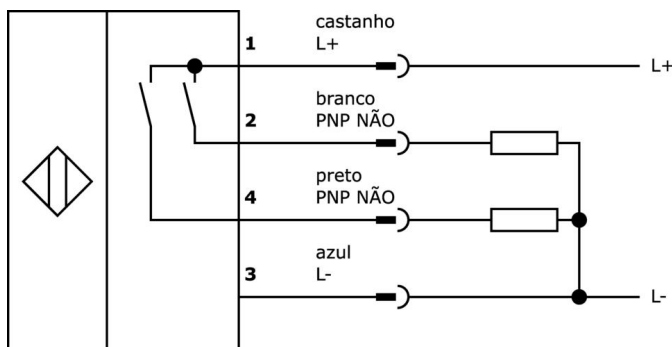 castanho
1 L+
L+
branco
2 PNP NÃO
preto
4 PNP NÃO
azul
3 L-
L-